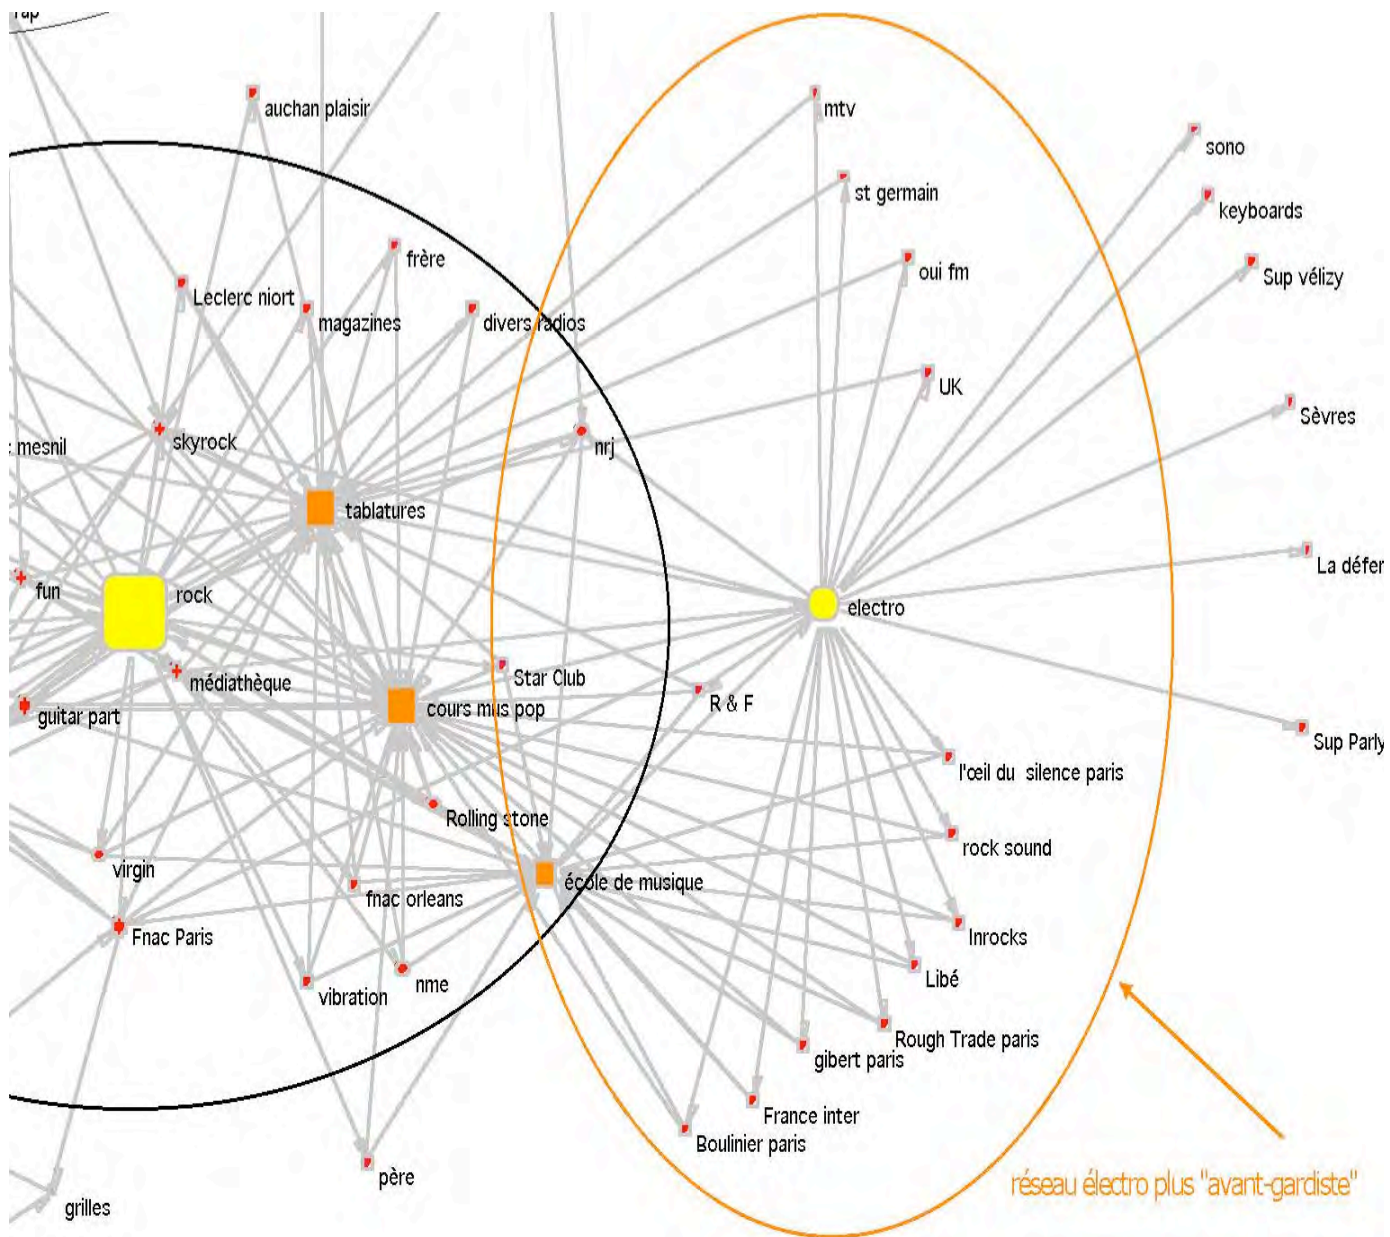 rap
auchan plaisir
mtv
sono
st germain
keyboards
frère
oui fm
Sup vélizy
Leclerc niort
magazines
divers radios
UK
Sèvres
mesnil
skyrock
nrj
tablatures
La défen
fun
rock
electro
médiathèque
Star Club
R & F
guitar part
cours mus pop
Sup Parly
l'œil du silence paris
Rolling stone
rock sound
virgin
école de musique
fnac orleans
Fnac Paris
Inrocks
nme
Libé
vibration
Rough Trade paris
gibert paris
France inter
Boulinier paris
père
réseau électro plus "avant-gardiste"
grilles